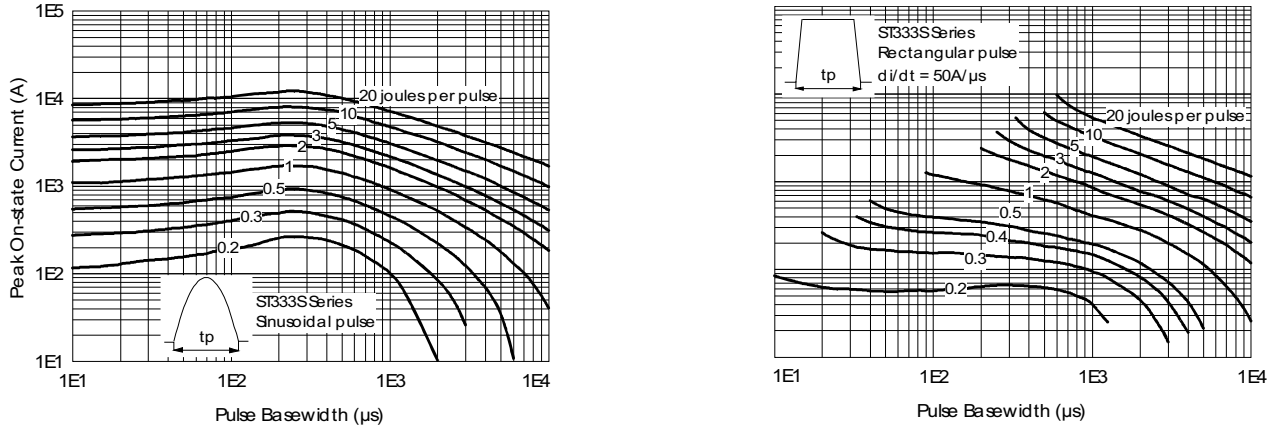 1E5
1E4
1E3
1E2
1E1
Peak On-state Current (A)
20 joules per pulse
10
5
3
2
1
0.5
0.3
0.2
tp
ST333S Series
Sinusoidal pulse
1E1
1E2
1E3
1E4
Pulse Basewidth (µs)
tp
ST333S Series
Rectangular pulse
di/dt = 50A/µs
20 joules per pulse
10
5
3
2
1
0.5
0.4
0.3
0.2
1E1
1E2
1E3
1E4
Pulse Basewidth (µs)